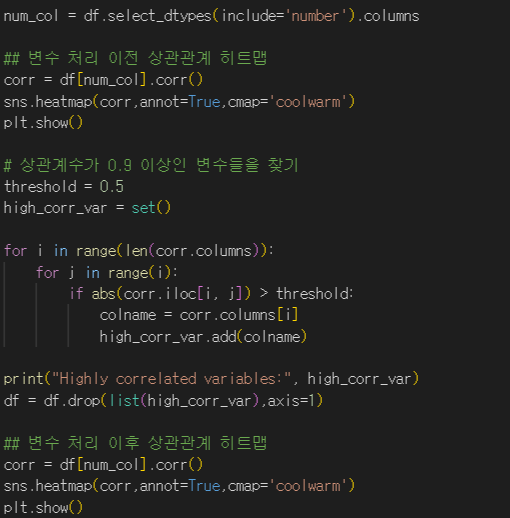 num_col = df.select_dtypes(include='number').columns
## 변수 처리 이전 상관관계 히트맵
corr = df[num_col].corr()
sns.heatmap(corr,annot=True,cmap='coolwarm')
plt.show()
# 상관계수가 0.9 이상인 변수들을 찾기
threshold = 0.5
high_corr_var = set()
for i in range(len(corr.columns)):
    for j in range(i):
        if abs(corr.iloc[i, j]) > threshold:
            colname = corr.columns[i]
            high_corr_var.add(colname)
print("Highly correlated variables:", high_corr_var)
df = df.drop(list(high_corr_var),axis=1)
## 변수 처리 이후 상관관계 히트맵
corr = df[num_col].corr()
sns.heatmap(corr,annot=True,cmap='coolwarm')
plt.show()